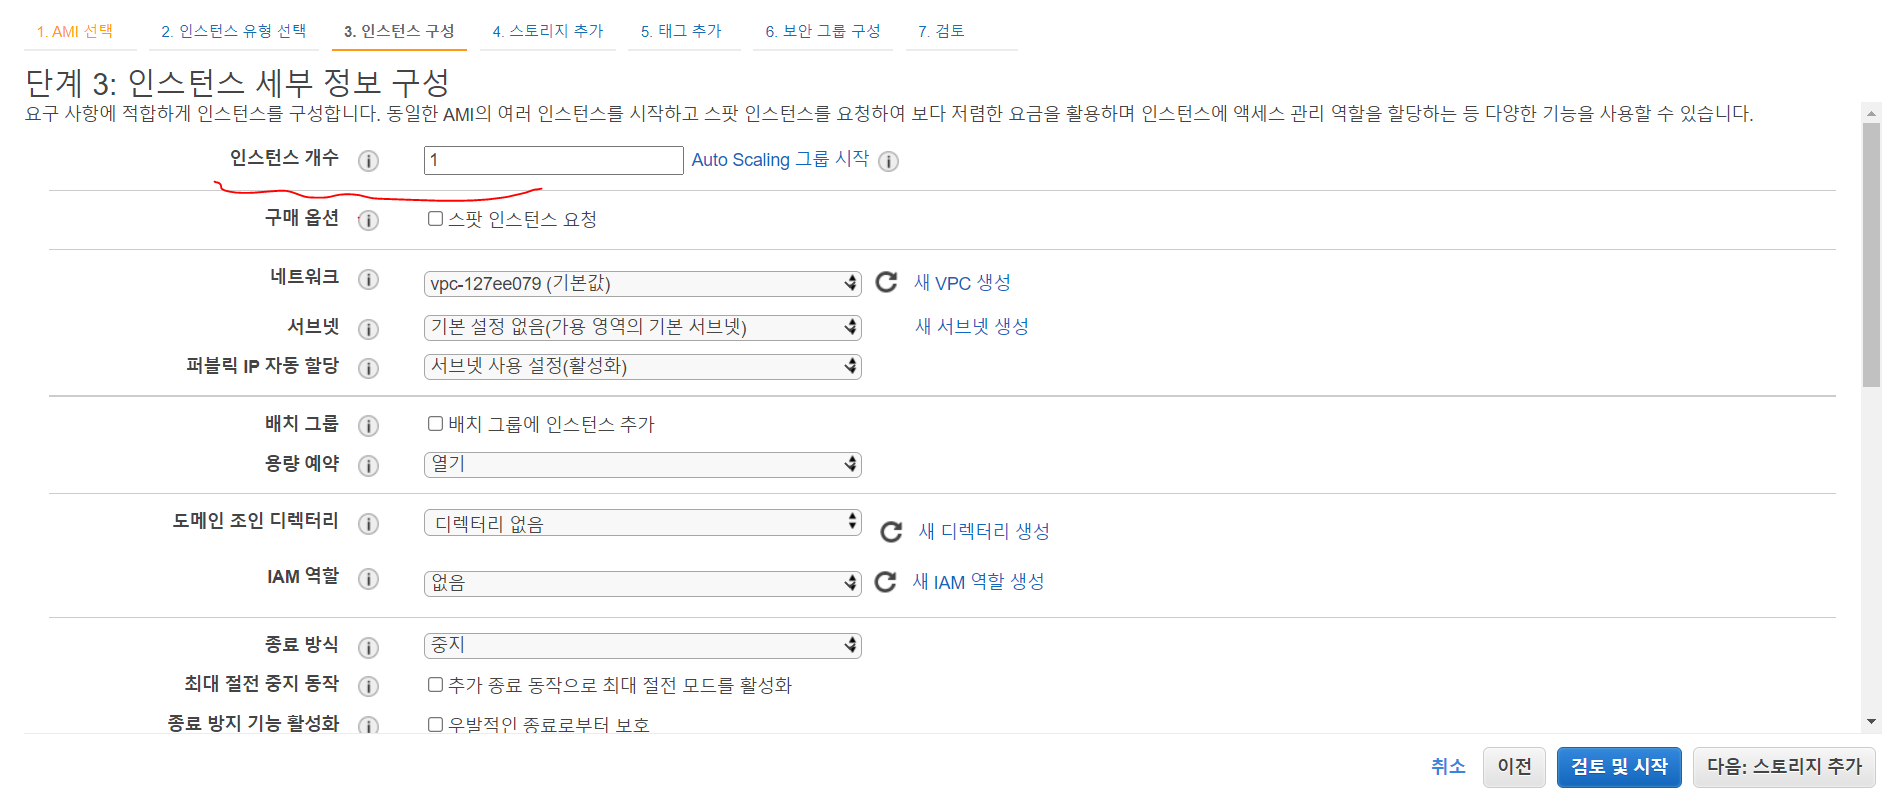 1. AMI 선택 2. 인스턴스 유형 선택 3. 인스턴스 구성 4. 스토리지 추가 5. 태그 추가 6. 보안 그룹 구성 7. 검토
단계 3: 인스턴스 세부 정보 구성
요구 사항에 적합하게 인스턴스를 구성합니다. 동일한 AMI의 여러 인스턴스를 시작하고 스팟 인스턴스를 요청하여 보다 저렴한 요금을 활용하며 인스턴스에 액세스 관리 역할을 할당하는 등 다양한 기능을 사용할 수 있습니다.
인스턴스 개수 i 1 Auto Scaling 그룹 시작 i
구매 옵션 i 스팟 인스턴스 요청
네트워크 i vpc-127ee079 (기본값) 새 VPC 생성
서브넷 i 기본 설정 없음(가용 영역의 기본 서브넷) 새 서브넷 생성
퍼블릭 IP 자동 할당 i 서브넷 사용 설정(활성화)
배치 그룹 i 배치 그룹에 인스턴스 추가
용량 예약 i 열기
도메인 조인 디렉터리 i 디렉터리 없음 새 디렉터리 생성
IAM 역할 i 없음 새 IAM 역할 생성
종료 방식 i 중지
최대 절전 중지 동작 i 추가 종료 동작으로 최대 절전 모드를 활성화
종료 방지 기능 활성화 i 우발적인 종료로부터 보호
취소 이전 검토 및 시작 다음: 스토리지 추가